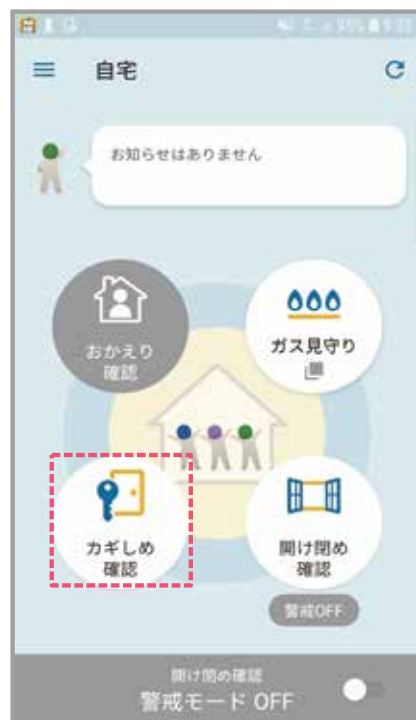 自宅
お知らせはありません
おかえり
確認
ガス見守り
カギしめ
確認
開け閉め
確認
警戒OFF
開け閉め確認
警戒モード OFF